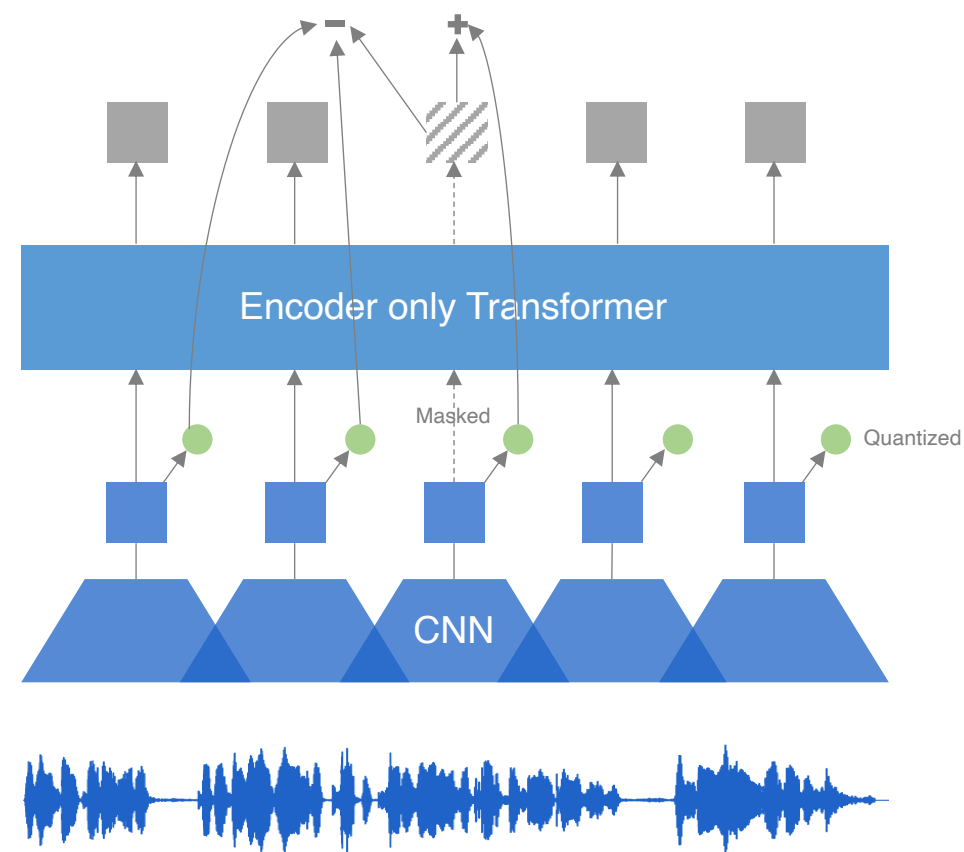 − +
Encoder only Transformer
Masked
Quantized
CNN